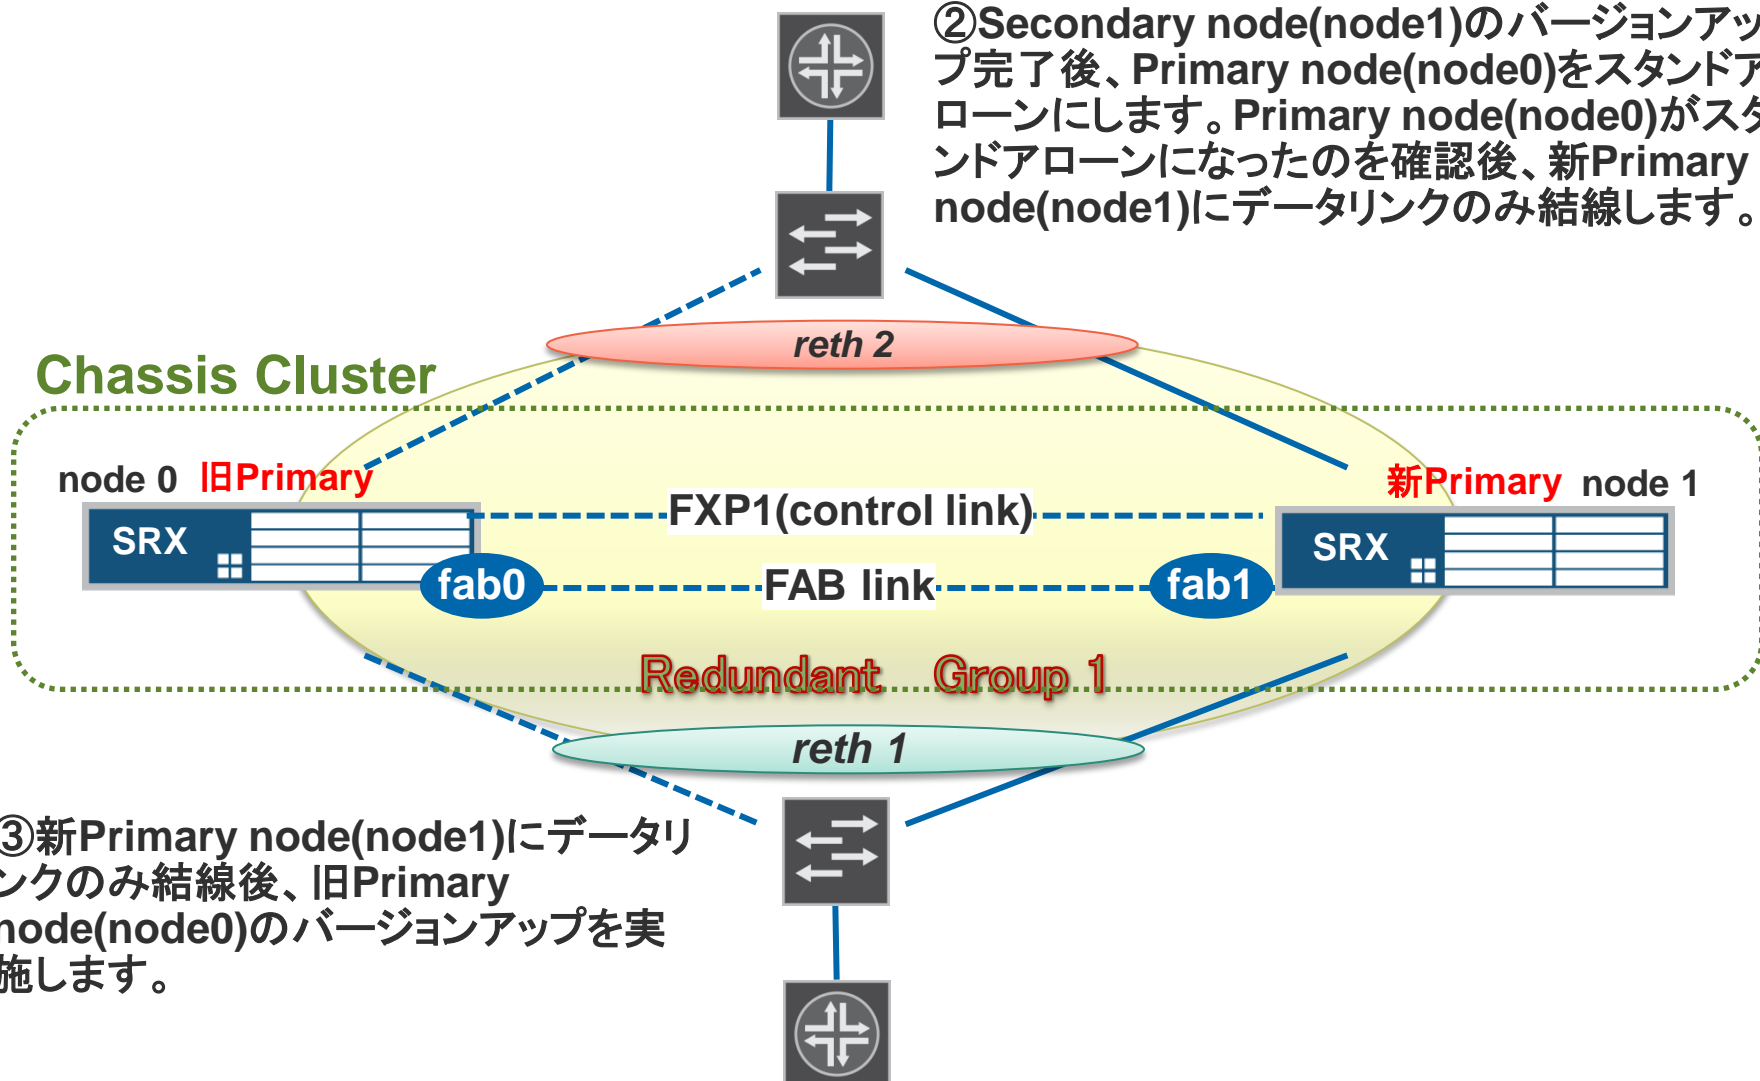 ②Secondary node(node1)のバージョンアッ
プ完了後、Primary node(node0)をスタンドア
ローンにします。Primary node(node0)がスタ
ンドアローンになったのを確認後、新Primary
node(node1)にデータリンクのみ結線します。
reth 2
Chassis Cluster
node 0 旧Primary
新Primary node 1
FXP1(control link)
SRX
SRX
fab0
FAB link
fab1
Redundant Group 1
reth 1
③新Primary node(node1)にデータリ
ンクのみ結線後、旧Primary
node(node0)のバージョンアップを実
施します。